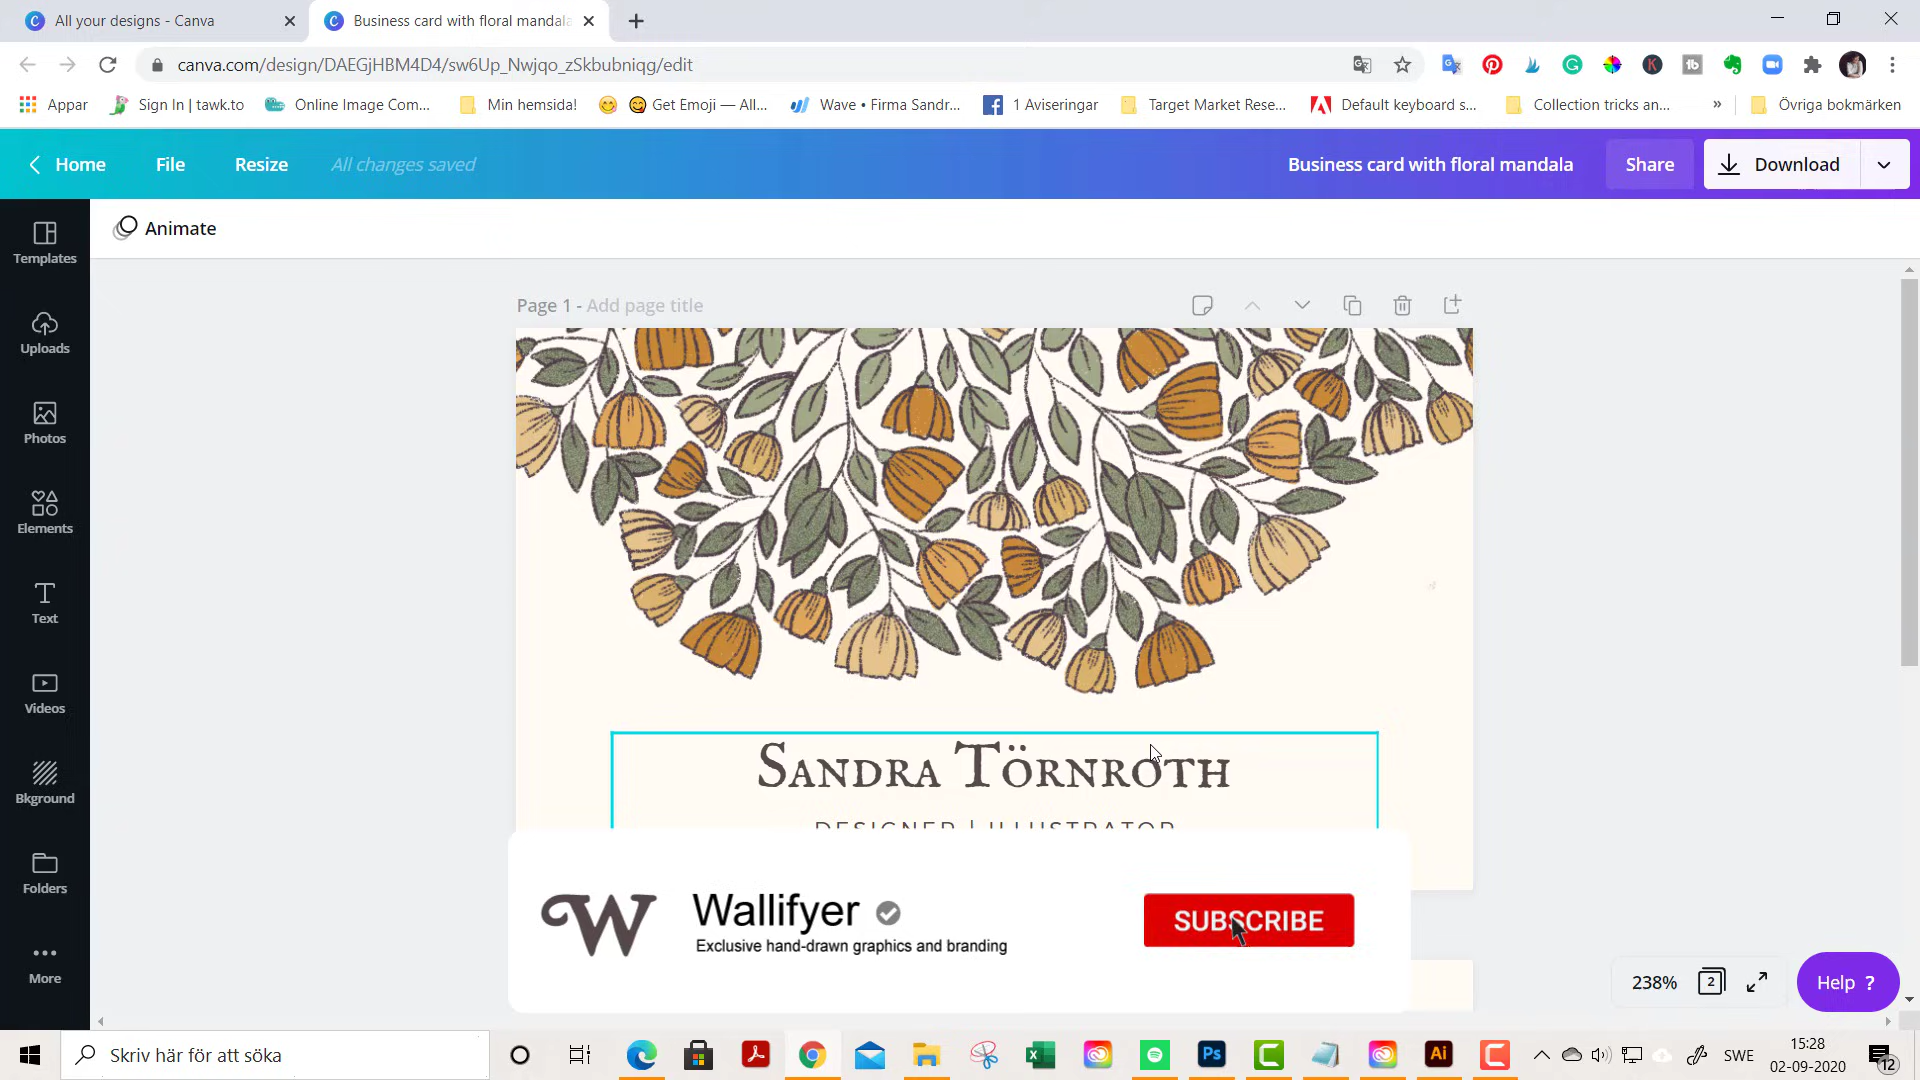 All your designs - Canva
Business card with floral mandala
canva.com/design/DAEGjHBM4D4/sw6Up_Nwjqo_zSkbubniqg/edit
Appar
Sign In | tawk.to
Online Image Com...
Min hemsida!
Get Emoji — All...
Wave • Firma Sandr...
1 Aviseringar
Target Market Rese...
Default keyboard s...
Collection tricks an...
»
Övriga bokmärken
Home
File
Resize
All changes saved
Business card with floral mandala
Share
Download
Animate
Templates
Uploads
Photos
Elements
Text
Videos
Bkground
Folders
More
Page 1 - Add page title
Sandra Törnroth
DESIGNER | ILLUSTRATOR
W
Wallifyer
Exclusive hand-drawn graphics and branding
SUBSCRIBE
238%
2
Help ?
Skriv här för att söka
SWE
15:28
02-09-2020
12